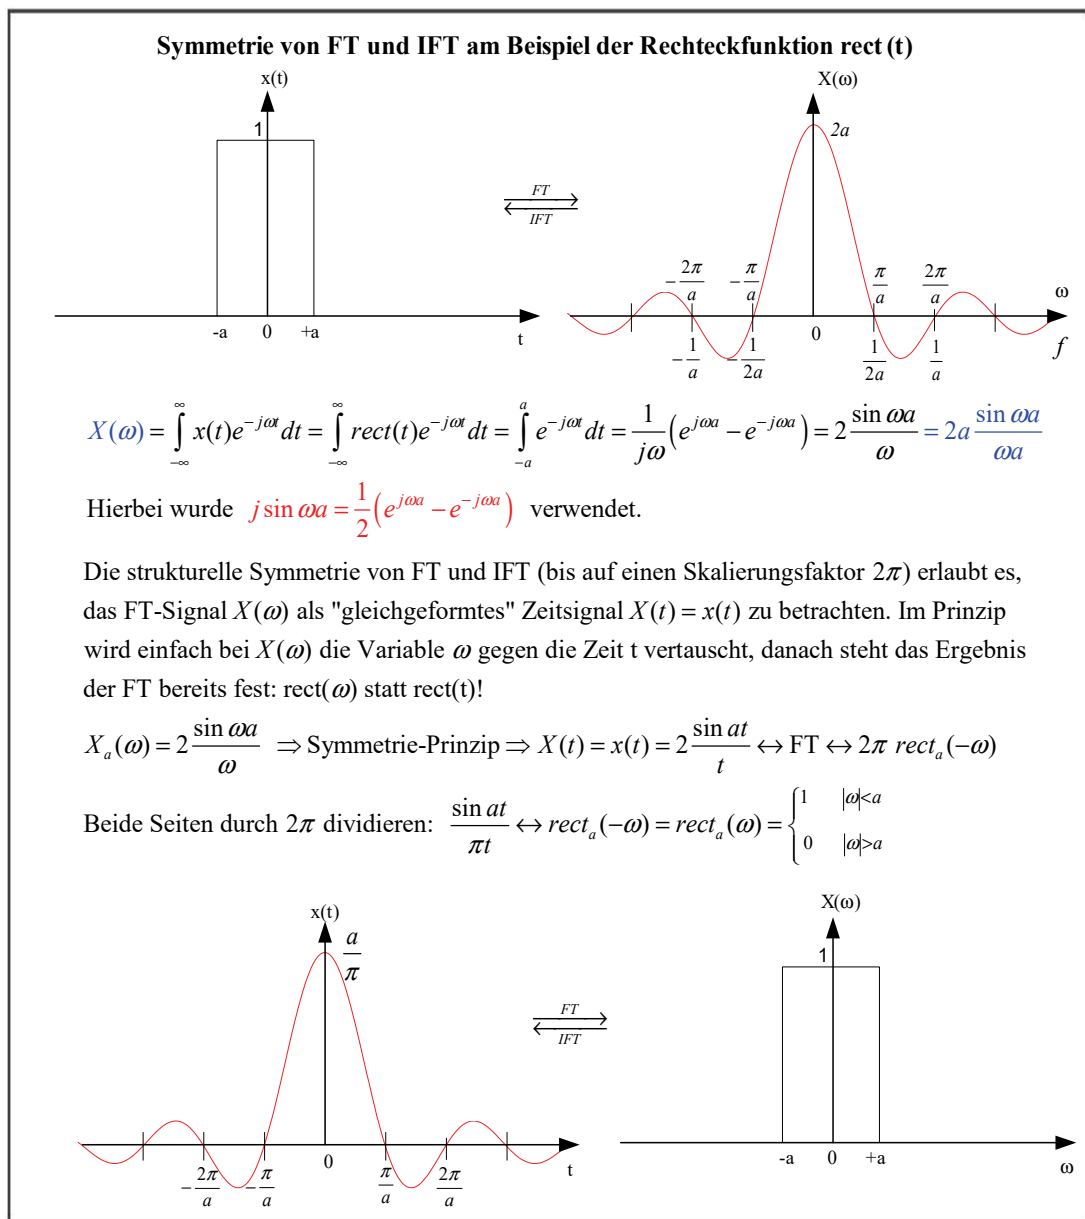 Symmetrie von FT und IFT am Beispiel der Rechteckfunktion rect (t)
x(t)
1
-a 0 +a
t
FT
IFT
X(ω)
2a
-2π/a -π/a π/a 2π/a
ω
0
-1/a -1/2a 1/2a 1/a
f
X(ω) = ∫_{-∞}^{∞} x(t)e^{-jωt}dt = ∫_{-∞}^{∞} rect(t)e^{-jωt}dt = ∫_{-a}^{a} e^{-jωt}dt = 1/jω (e^{jωa} − e^{-jωa}) = 2 sin ωa/ω = 2a sin ωa/ωa
Hierbei wurde j sin ωa = 1/2 (e^{jωa} − e^{-jωa}) verwendet.
Die strukturelle Symmetrie von FT und IFT (bis auf einen Skalierungsfaktor 2π) erlaubt es,
das FT-Signal X(ω) als "gleichgeformtes" Zeitsignal X(t) = x(t) zu betrachten. Im Prinzip
wird einfach bei X(ω) die Variable ω gegen die Zeit t vertauscht, danach steht das Ergebnis
der FT bereits fest: rect(ω) statt rect(t)!
X_a(ω) = 2 sin ωa/ω ⇒ Symmetrie-Prinzip ⇒ X(t) = x(t) = 2 sin at/t ↔ FT ↔ 2π rect_a(−ω)
Beide Seiten durch 2π dividieren: sin at/πt ↔ rect_a(−ω) = rect_a(ω) = { 1 |ω|<a
0 |ω|>a
x(t)
a/π
0
t
-2π/a -π/a π/a 2π/a
FT
IFT
X(ω)
1
-a 0 +a
ω